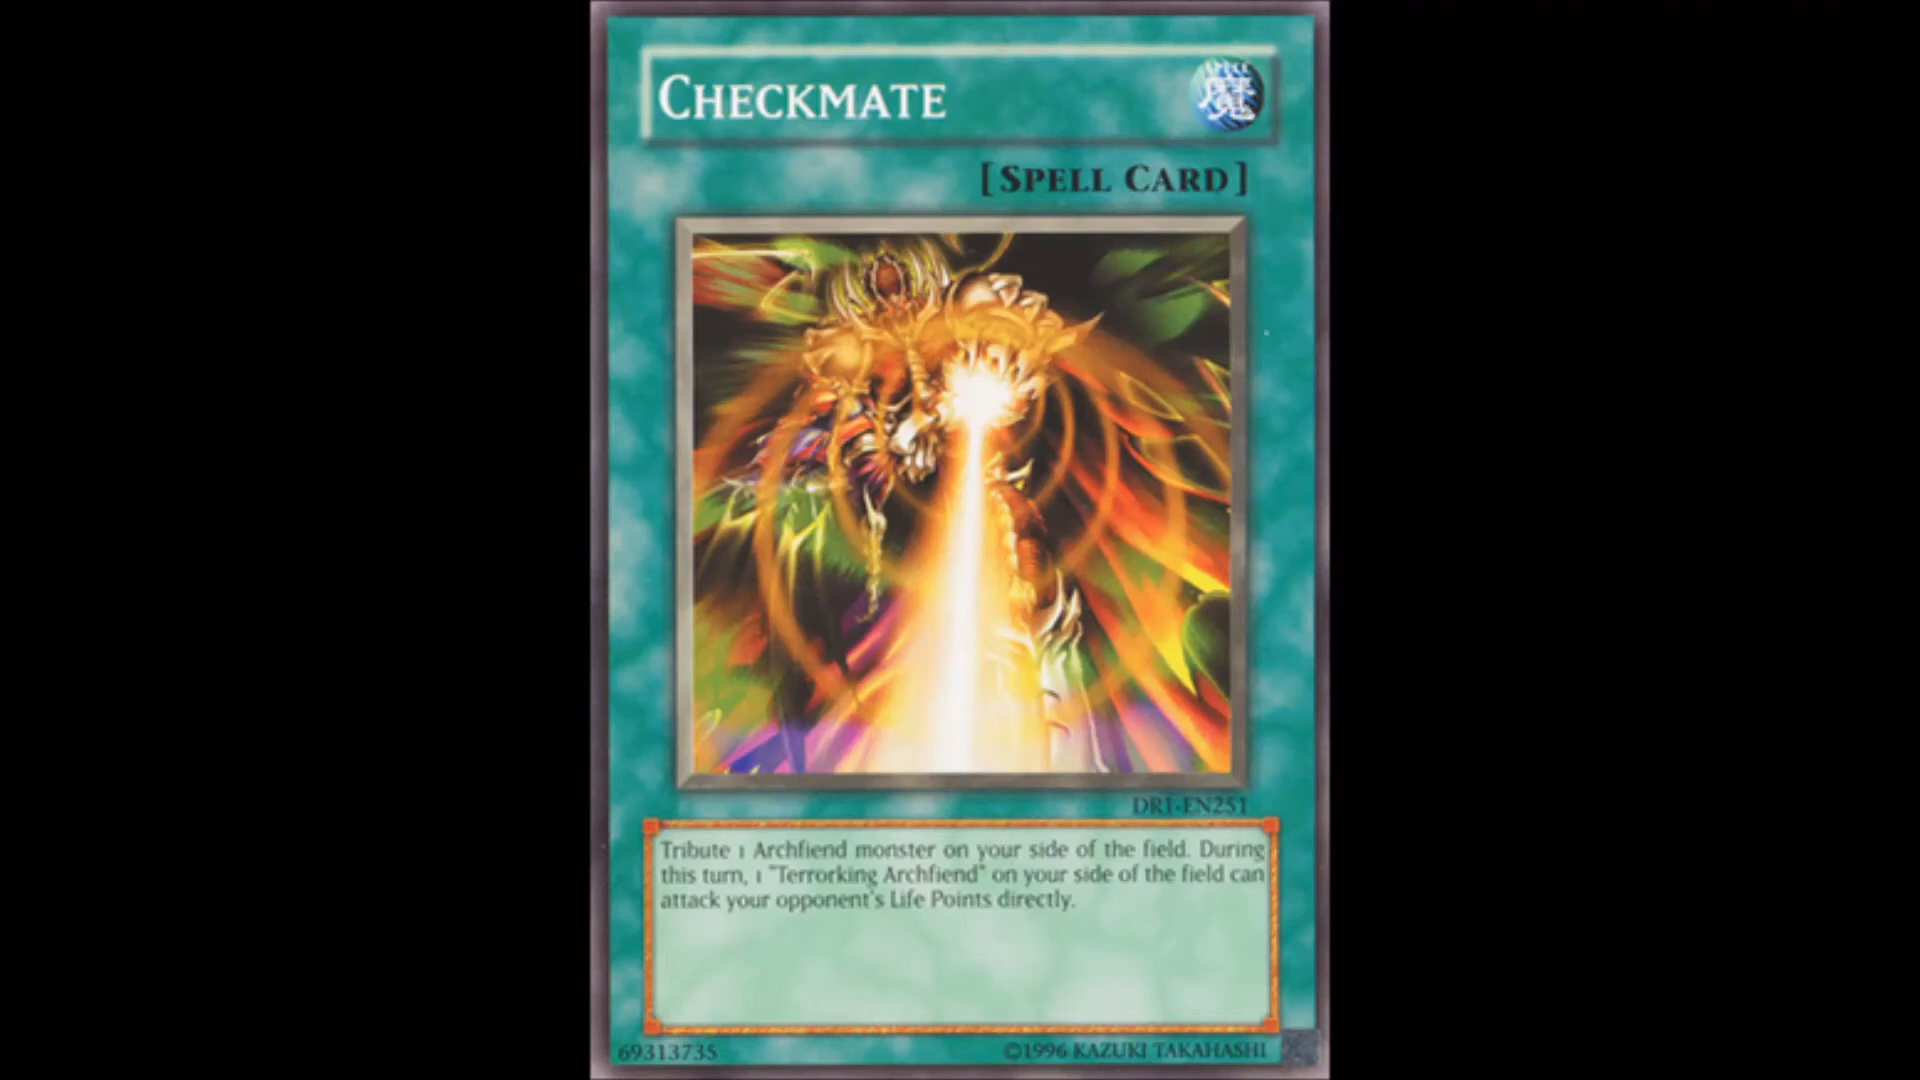 CHECKMATE
魔
[SPELL CARD]
DR1-EN251
Tribute 1 Archfiend monster on your side of the field. During
this turn, 1 "Terrorking Archfiend" on your side of the field can
attack your opponent's Life Points directly.
69313735
©1996 KAZUKI TAKAHASHI